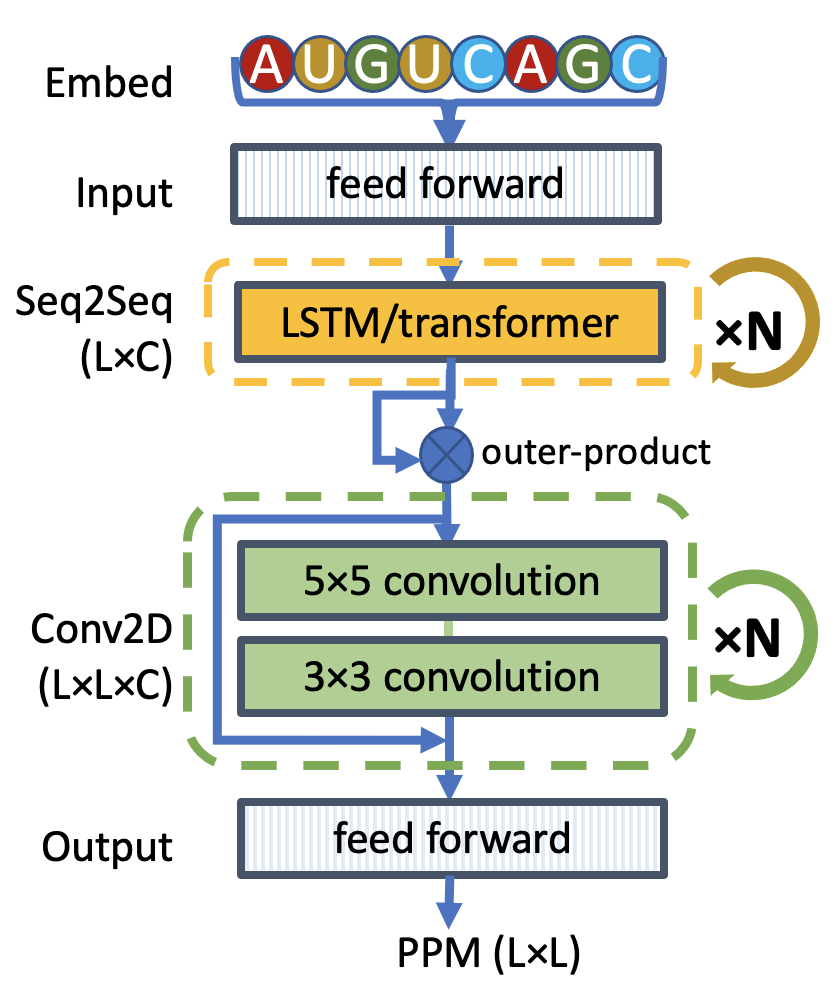 Embed
AUGUCAGC
Input
feed forward
Seq2Seq
(L×C)
LSTM/transformer
×N
outer-product
Conv2D
(L×L×C)
5×5 convolution
3×3 convolution
×N
Output
feed forward
PPM (L×L)